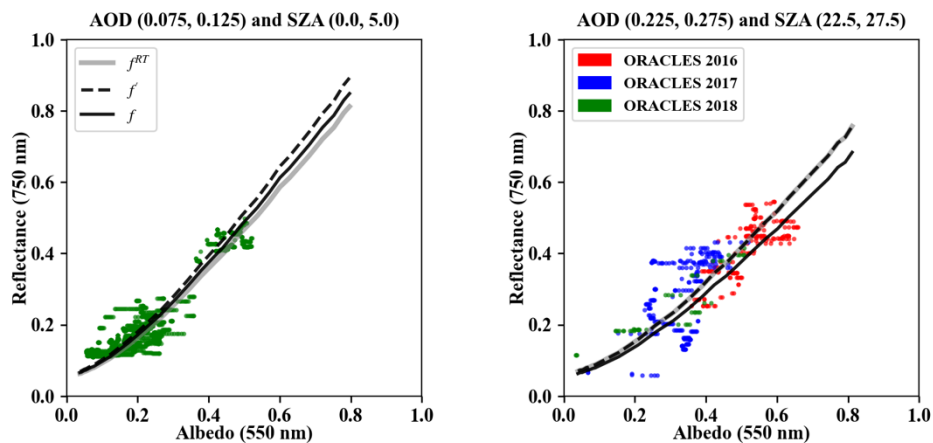 AOD (0.075, 0.125) and SZA (0.0, 5.0)
1.0
0.8
0.6
0.4
0.2
0.0
Reflectance (750 nm)
f^RT
f′
f
0.0 0.2 0.4 0.6 0.8 1.0
Albedo (550 nm)
AOD (0.225, 0.275) and SZA (22.5, 27.5)
1.0
0.8
0.6
0.4
0.2
0.0
Reflectance (750 nm)
ORACLES 2016
ORACLES 2017
ORACLES 2018
0.0 0.2 0.4 0.6 0.8 1.0
Albedo (550 nm)